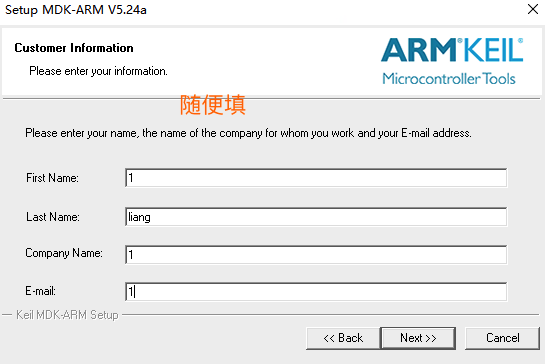 Setup MDK-ARM V5.24a
Customer Information
Please enter your information.
ARM KEIL®
Microcontroller Tools
随便填
Please enter your name, the name of the company for whom you work and your E-mail address.
First Name: 1
Last Name: liang
Company Name: 1
E-mail: 1
Keil MDK-ARM Setup
<< Back Next >> Cancel